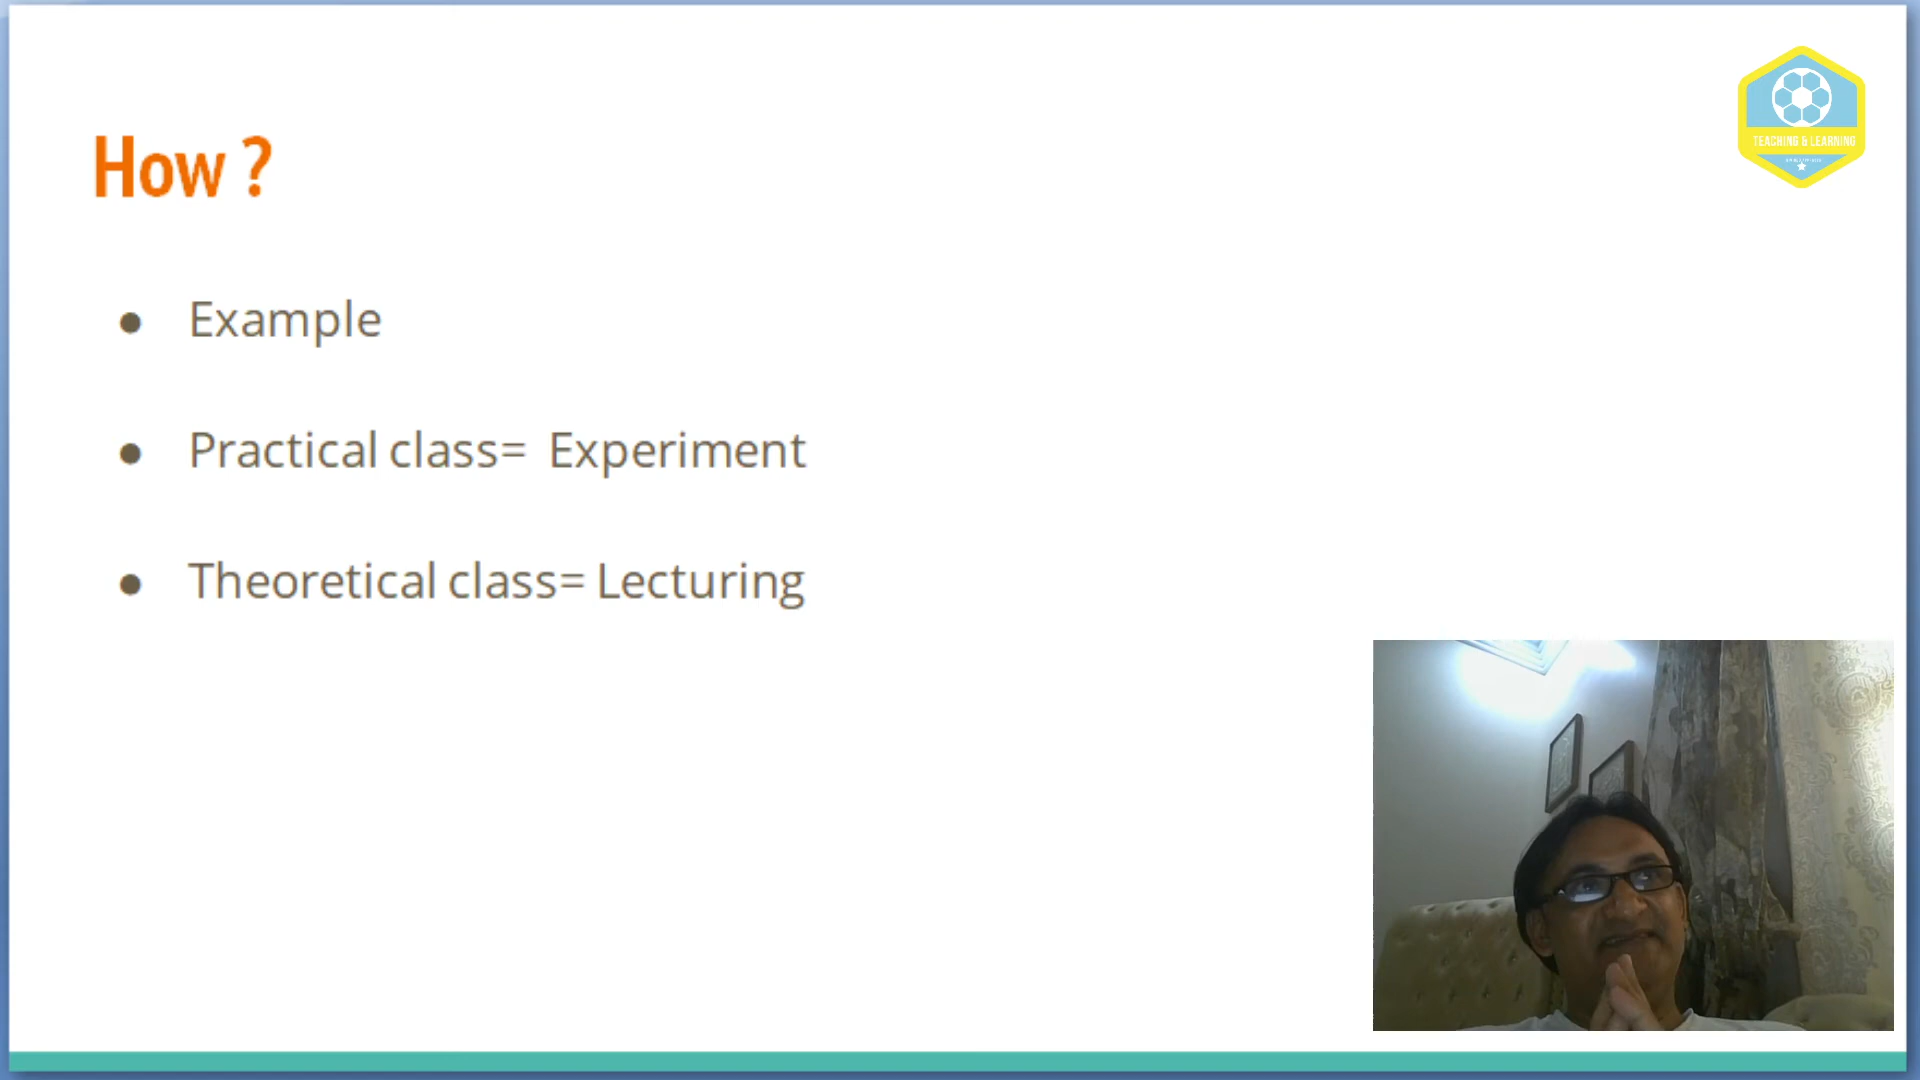 How ?
● Example
● Practical class= Experiment
● Theoretical class= Lecturing
TEACHING & LEARNING